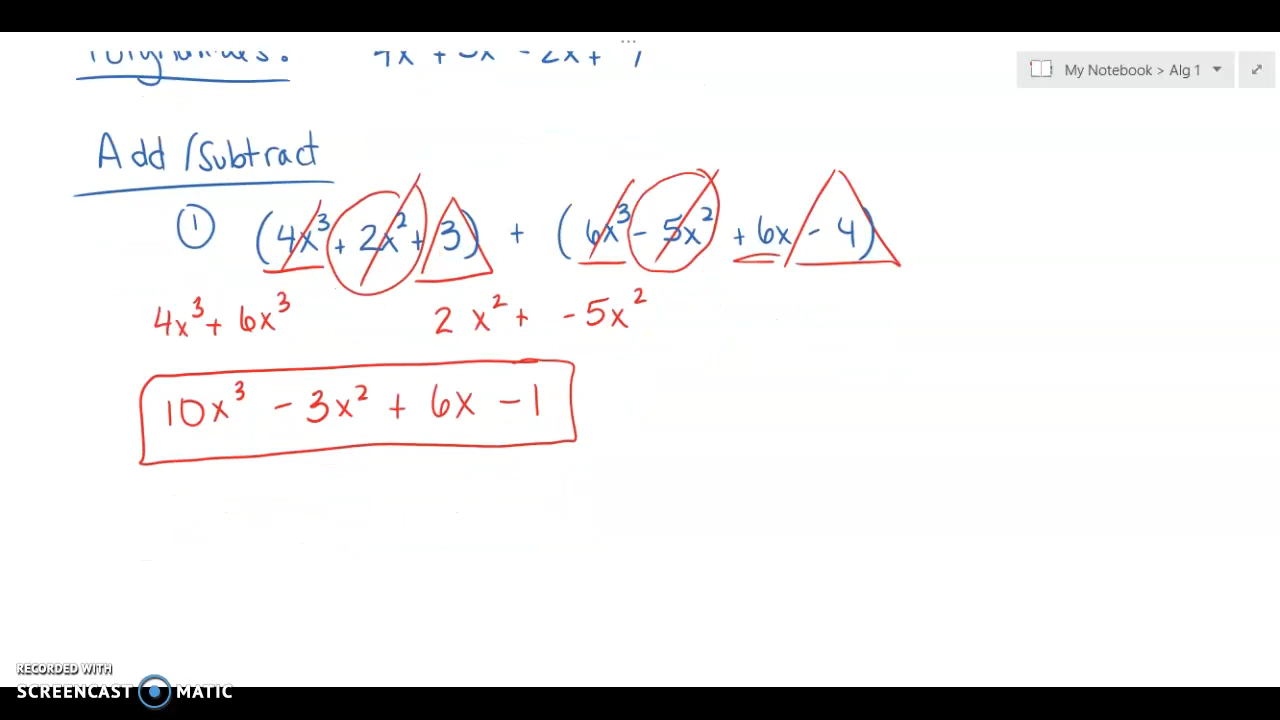 Polynomials:
My Notebook > Alg 1
Add/Subtract
① (4x³ + 2x² + 3) + (6x³ - 5x² + 6x - 4)
4x³ + 6x³ 2x² + -5x²
10x³ - 3x² + 6x - 1
RECORDED WITH
SCREENCAST MATIC